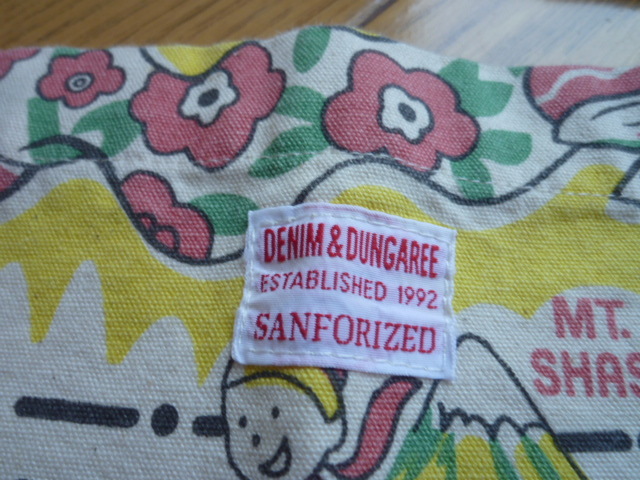 DENIM & DUNGAREE
ESTABLISHED 1992
SANFORIZED
MT.
SHAS